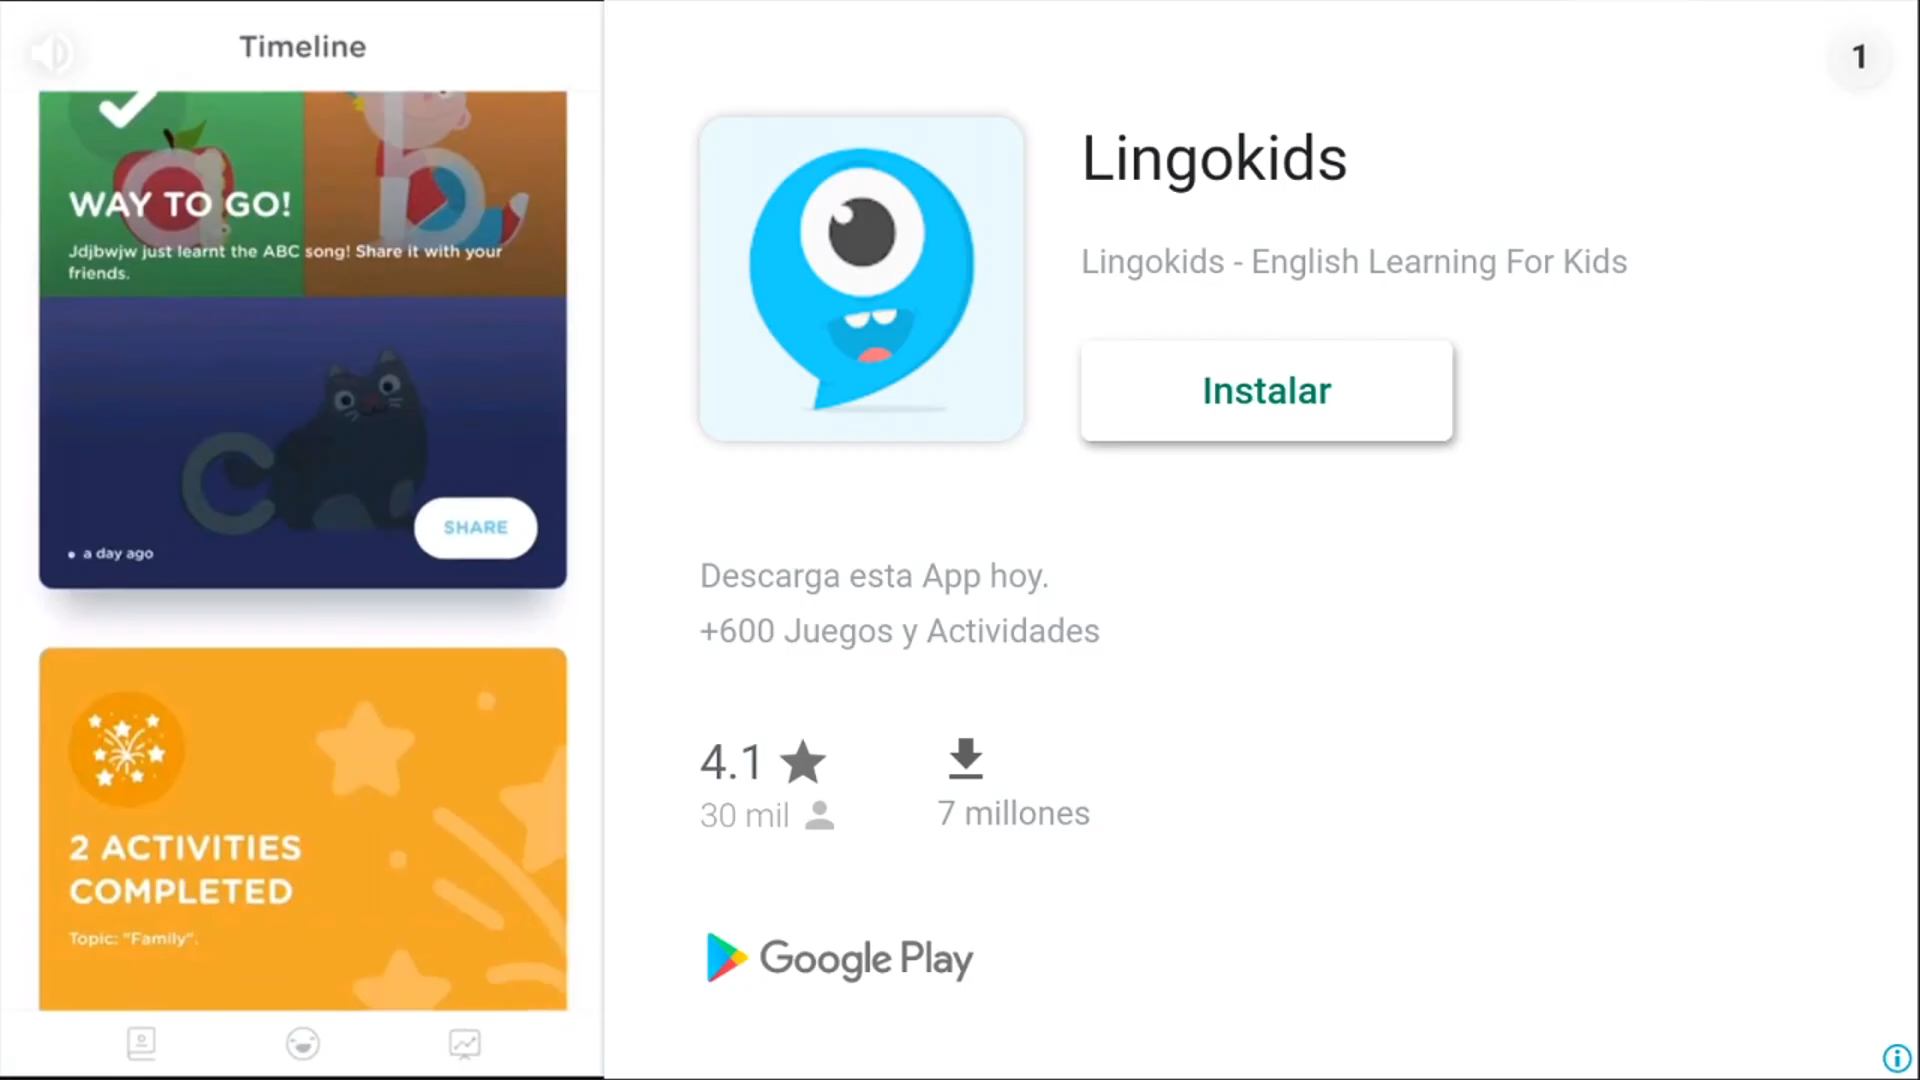 Timeline
WAY TO GO!
Jdjbwjw just learnt the ABC song! Share it with your
friends.
a
b
c
SHARE
a day ago
2 ACTIVITIES
COMPLETED
Topic: "Family".
1
Lingokids
Lingokids - English Learning For Kids
Instalar
Descarga esta App hoy.
+600 Juegos y Actividades
4.1
30 mil
7 millones
Google Play